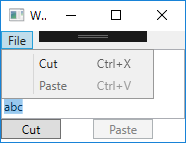 W..
File
Cut Ctrl+X
Paste Ctrl+V
abc
Cut Paste